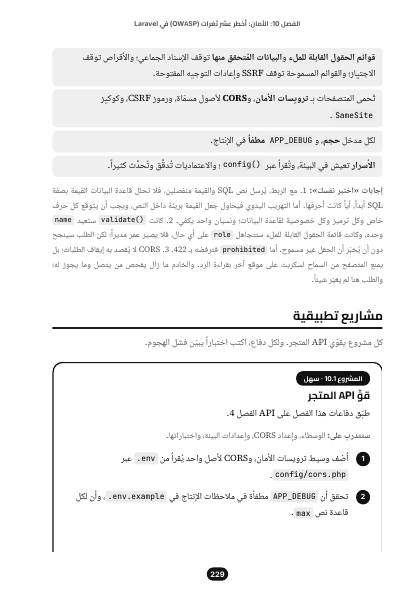 الفصل 10: الأمان: أخطر عشر ثغرات (OWASP) في Laravel
قوائم الحقول القابلة للملء والبيانات المُتحقق منها توقف الإسناد الجماعي؛ والأقراص توقف
الاجتياز؛ والقوائم المسموحة توقف SSRF وإعادات التوجيه المفتوحة.
تُحمى المتصفحات بـ ترويسات الأمان، وCORS لأصول مسمّاة، ورموز CSRF، وكوكيز
SameSite .
لكل مدخل حجم، و APP_DEBUG مطفأ في الإنتاج.
الأسرار تعيش في البيئة، وتُقرأ عبر config() ؛ والاعتماديات تُدقَّق وتُحدَّث كثيراً.
إجابات «اختبر نفسك»: 1. مع الربط، يُرسل نص SQL والقيمة منفصلين، فلا تحلل قاعدة البيانات القيمة بصفة
SQL أبداً، أياً كانت أحرفها. أما التهريب اليدوي فيحاول جعل القيمة بريئة داخل النص، ويجب أن يتوقع كل حرف
خاص وكل ترميز وكل خصوصية لقاعدة البيانات؛ ونسيان واحد يكفي. 2. كانت validate() ستعيد name
وحده، وكانت قائمة الحقول القابلة للملء ستتجاهل role على أي حال، فلا يصير عمر مديراً؛ لكن الطلب سينجح
دون أن يُخبَر أن الحقل غير مسموح. أما prohibited فترفضه بـ 422. 3. CORS لا يُقصد به إيقاف الطلبات؛ بل
يمنع المتصفح من السماح لسكربت على موقع آخر بقراءة الرد. والخادم ما زال يفحص من يتصل وما يجوز له؛
والطلب هنا لم يغيّر شيئاً.
مشاريع تطبيقية
كل مشروع يقوّي API المتجر. ولكل دفاع، اكتب اختباراً يبيّن فشل الهجوم.
المشروع 10.1 · سهل
قوِّ API المتجر
طبّق دفاعات هذا الفصل على API الفصل 4.
ستتدرب على: الوسطاء، وإعداد CORS، وإعدادات البيئة، واختباراتها.
1 أضف وسيط ترويسات الأمان، وCORS لأصل واحد يُقرأ من .env عبر
config/cors.php .
2 تحقق أن APP_DEBUG مطفأة في ملاحظات الإنتاج في .env.example ، وأن لكل
قاعدة نص max .
229